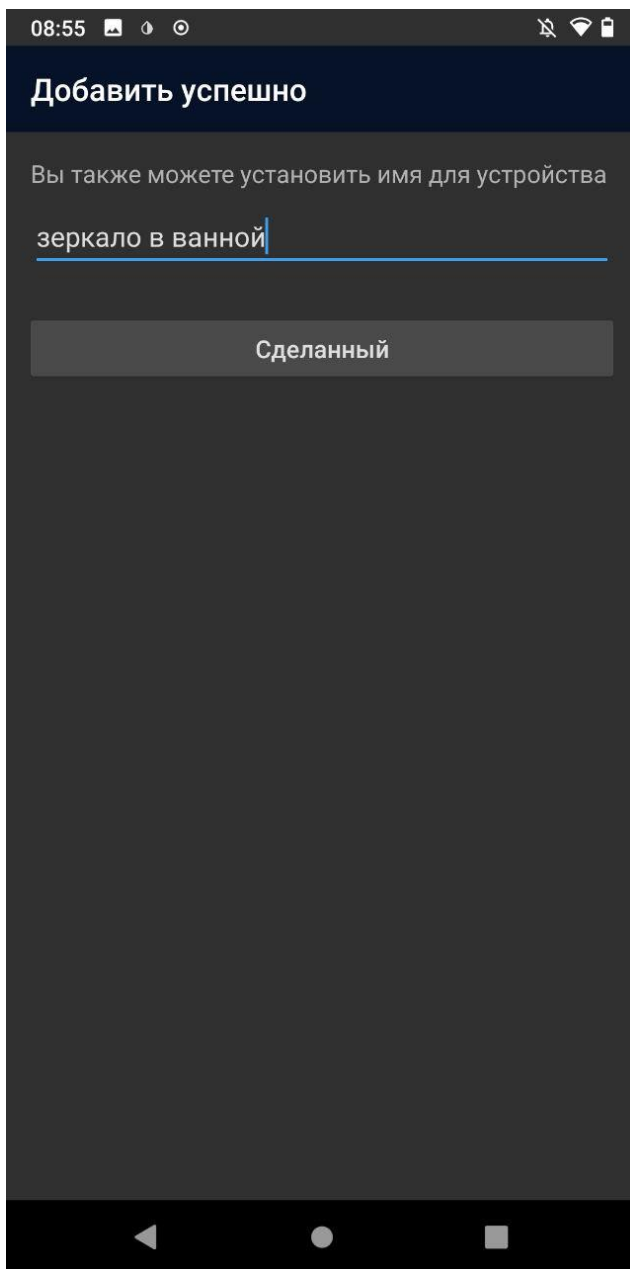 08:55
Добавить успешно
Вы также можете установить имя для устройства
зеркало в ванной
Сделанный